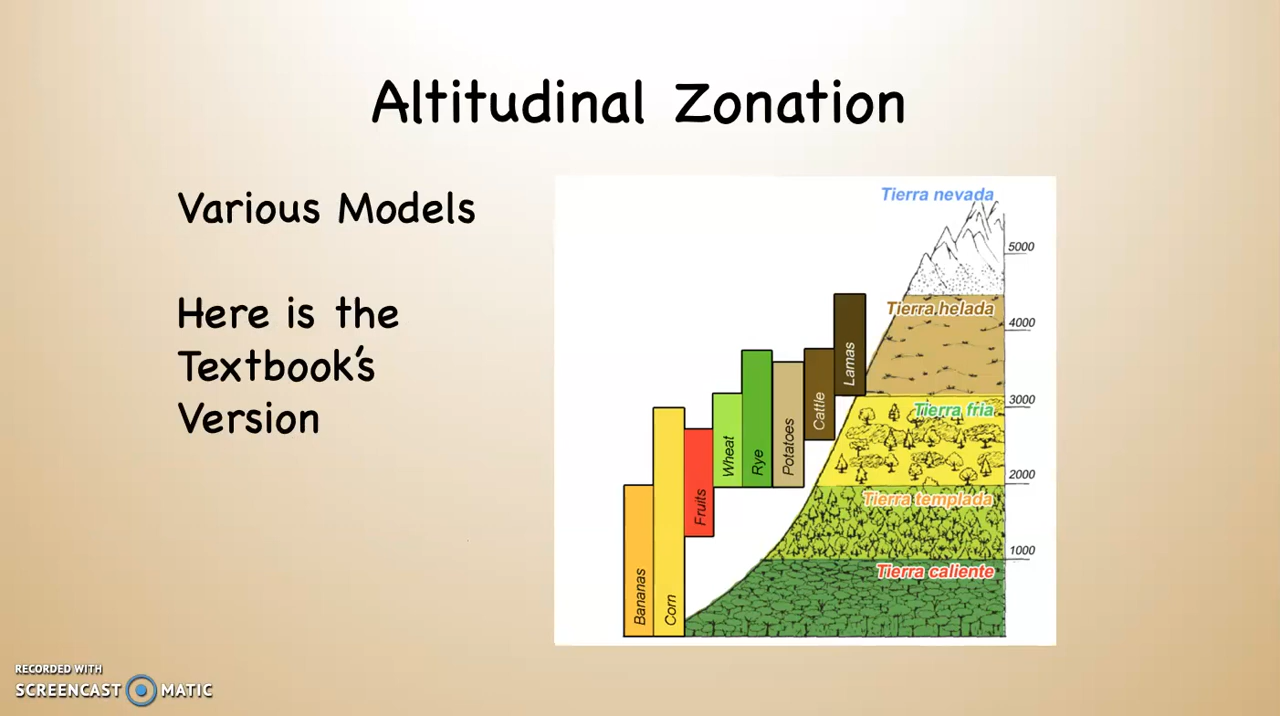 Altitudinal Zonation
Various Models
Here is the
Textbook's
Version
Tierra nevada
5000
Tierra helada
4000
3000
Tierra fria
2000
Tierra templada
1000
Tierra caliente
Bananas
Corn
Fruits
Wheat
Rye
Potatoes
Cattle
Lamas
RECORDED WITH
SCREENCAST MATIC